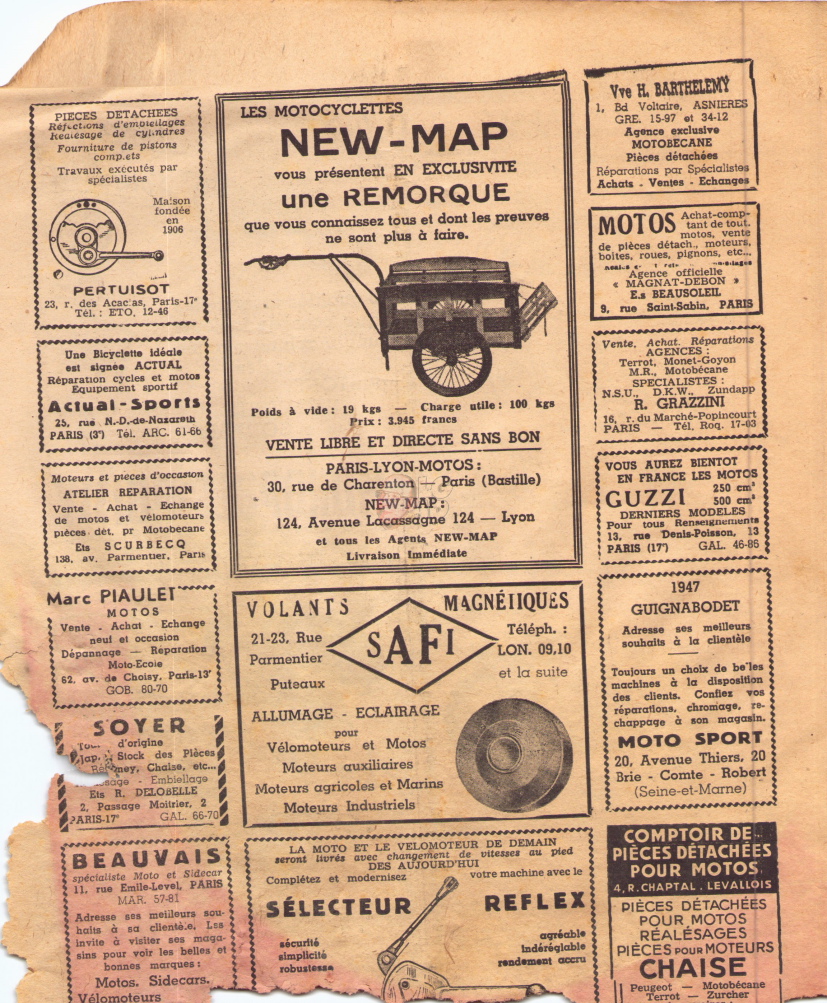 PIECES DETACHEES
Réfections d'embiellages
Réalésage de cylindres
Fourniture de pistons
complets
Travaux exécutés par
spécialistes
Maison
fondée
en
1906
PERTUISOT
23, r. des Acacias, Paris-17e
Tél. : ETO, 12-46
Une Bicyclette idéale
est signée ACTUAL
Réparation cycles et motos
Equipement sportif
Actual-Sports
25, rue N.-D.-de-Nazareth
PARIS (3e) Tél. ARC. 61-66
Moteurs et pieces d'occasion
ATELIER REPARATION
Vente - Achat - Echange
de motos et vélomoteurs
pièces dét. pr Motobecane
Ets SCURBECQ
138, av. Parmentier, Paris
Marc PIAULET
MOTOS
Vente - Achat - Echange
neuf et occasion
Dépannage — Réparation
Moto-Ecole
62, av. de Choisy, Paris-13e
GOB. 80-70
SOYER
d'origine
Stock des Pièces
Chaise, etc...
- Embiellage
Ets R. DELOBELLE
2, Passage Moitrier, 2
PARIS-17e GAL. 66-70
BEAUVAIS
spécialiste Moto et Sidecar
11, rue Emile-Level, PARIS
MAR. 57-81
Adresse ses meilleurs sou-
haits à sa clientèle. Les
invite à visiter ses maga-
sins pour voir les belles et
bonnes marques :
Motos, Sidecars,
Vélomoteurs
LES MOTOCYCLETTES
NEW-MAP
vous présentent EN EXCLUSIVITE
une REMORQUE
que vous connaissez tous et dont les preuves
ne sont plus à faire.
Poids à vide : 19 kgs — Charge utile : 100 kgs
Prix : 3.945 francs
VENTE LIBRE ET DIRECTE SANS BON
PARIS-LYON-MOTOS :
30, rue de Charenton — Paris (Bastille)
NEW-MAP :
124, Avenue Lacassagne 124 — Lyon
et tous les Agents NEW-MAP
Livraison Immédiate
VOLANTS MAGNÉTIQUES
SAFI
21-23, Rue
Parmentier
Puteaux
Téléph. :
LON. 09,10
et la suite
ALLUMAGE - ECLAIRAGE
pour
Vélomoteurs et Motos
Moteurs auxiliaires
Moteurs agricoles et Marins
Moteurs Industriels
LA MOTO ET LE VELOMOTEUR DE DEMAIN
seront livrés avec changement de vitesses au pied
DES AUJOURD'HUI
Complétez et modernisez votre machine avec le
SÉLECTEUR REFLEX
sécurité
simplicité
robustesse
agréable
indéréglable
rendement accru
Vve H. BARTHELEMY
1, Bd Voltaire, ASNIERES
GRE. 15-97 et 34-12
Agence exclusive
MOTOBECANE
Pièces détachées
Réparations par Spécialistes
Achats - Ventes - Echanges
MOTOS Achat-comp-
tant de tout.
motos, vente
de pièces détach., moteurs,
boîtes, roues, pignons, etc...
Agence officielle
« MAGNAT-DEBON »
E.s BEAUSOLEIL
9, rue Saint-Sabin, PARIS
Vente, Achat, Réparations
AGENCES :
Terrot, Monet-Goyon
M.R., Motobécane
SPECIALISTES :
N.S.U., D.K.W., Zundapp
R. GRAZZINI
16, r. du Marché-Popincourt
PARIS — Tél. Roq. 17-03
VOUS AUREZ BIENTOT
EN FRANCE LES MOTOS
GUZZI 250 cm3
500 cm3
DERNIERS MODELES
Pour tous Renseignements
13, rue Denis-Poisson, 13
PARIS (17e) GAL. 46-86
1947
GUIGNABODET
Adresse ses meilleurs
souhaits à la clientèle
Toujours un choix de belles
machines à la disposition
des clients. Confiez vos
réparations, chromage, re-
chappage à son magasin.
MOTO SPORT
20, Avenue Thiers, 20
Brie - Comte - Robert
(Seine-et-Marne)
COMPTOIR DE
PIÈCES DÉTACHÉES
POUR MOTOS
4, R. CHAPTAL . LEVALLOIS
PIÈCES DÉTACHÉES
POUR MOTOS
RÉALÉSAGES
PIÈCES POUR MOTEURS
CHAISE
Peugeot — Motobécane
Terrot — Zurcher